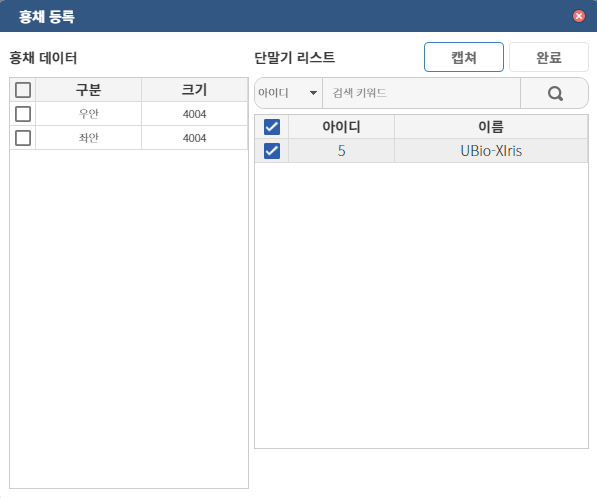 홍채 등록
홍채 데이터
구분 크기
우안 4004
좌안 4004
단말기 리스트 캡쳐 완료
아이디 검색 키워드
아이디 이름
5 UBio-XIris